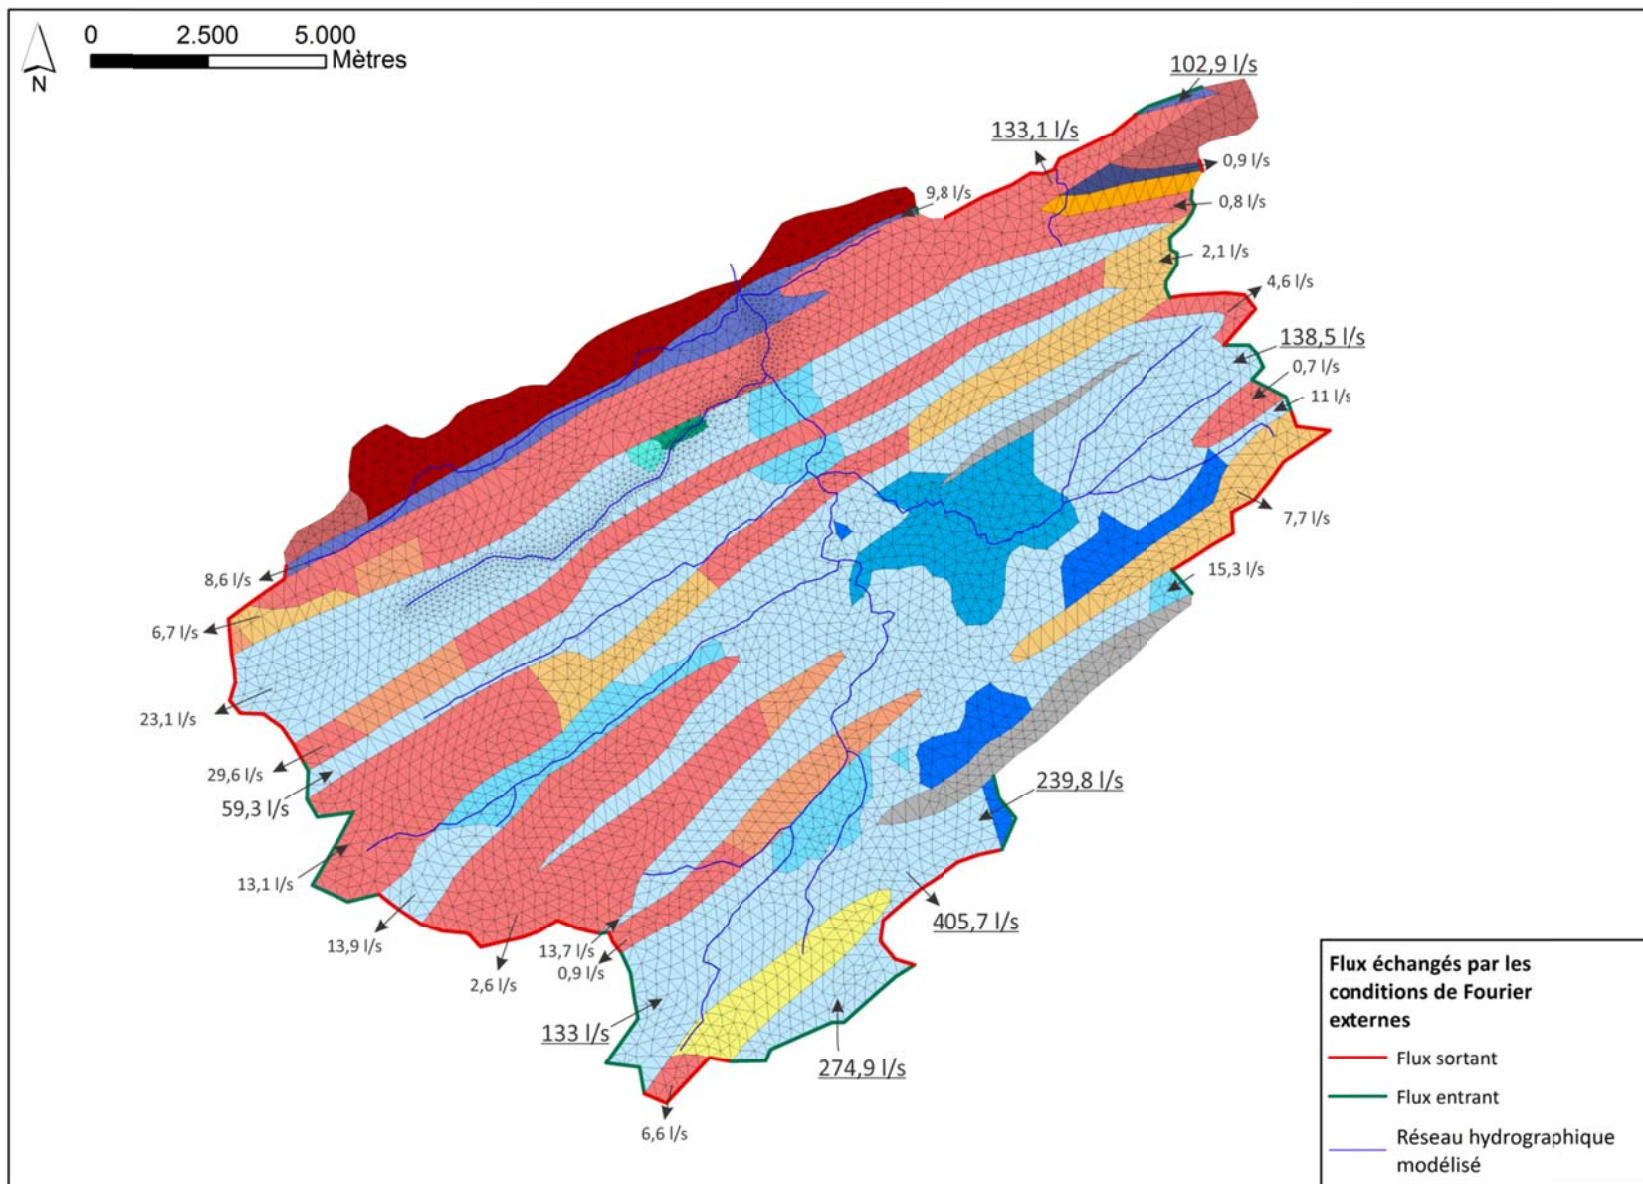 0 2.500 5.000
Mètres
N
102,9 l/s
133,1 l/s
0,9 l/s
9,8 l/s
0,8 l/s
2,1 l/s
4,6 l/s
138,5 l/s
0,7 l/s
11 l/s
7,7 l/s
8,6 l/s
15,3 l/s
6,7 l/s
23,1 l/s
29,6 l/s
59,3 l/s
239,8 l/s
13,1 l/s
405,7 l/s
13,9 l/s
13,7 l/s
0,9 l/s
2,6 l/s
133 l/s
274,9 l/s
6,6 l/s
Flux échangés par les
conditions de Fourier
externes
Flux sortant
Flux entrant
Réseau hydrographique
modélisé